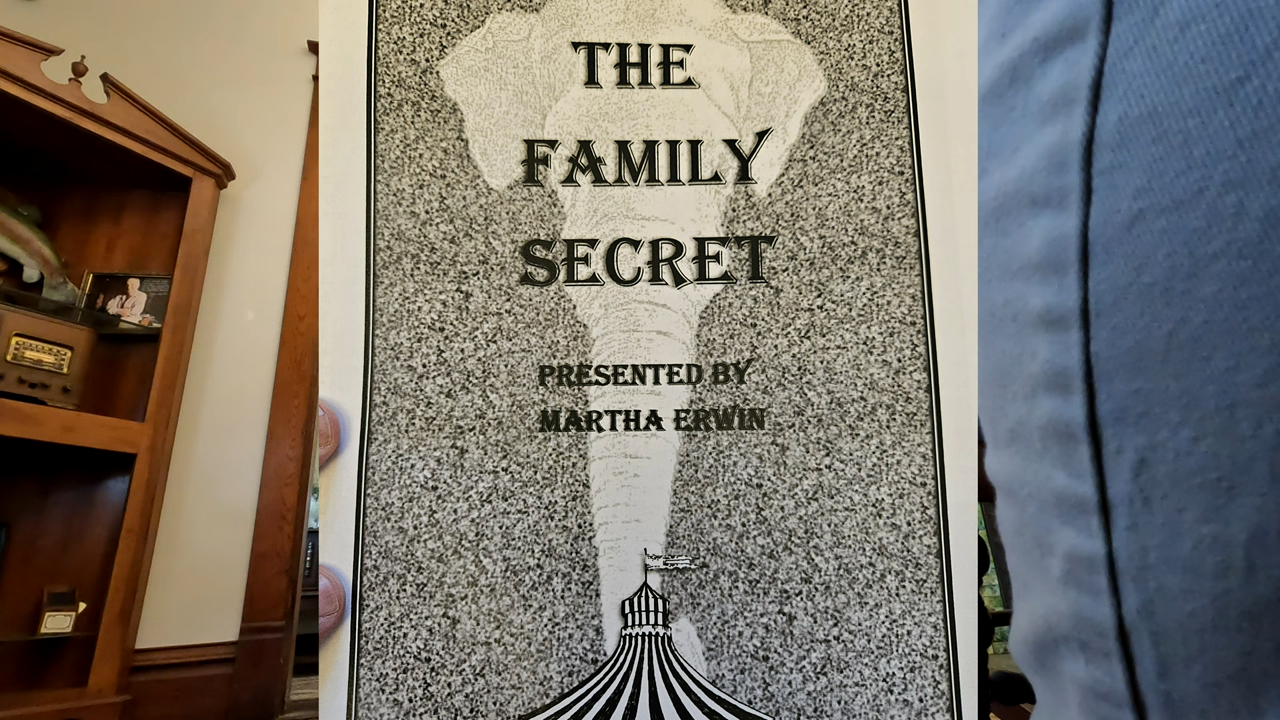 THE
FAMILY
SECRET
PRESENTED BY
MARTHA ERWIN